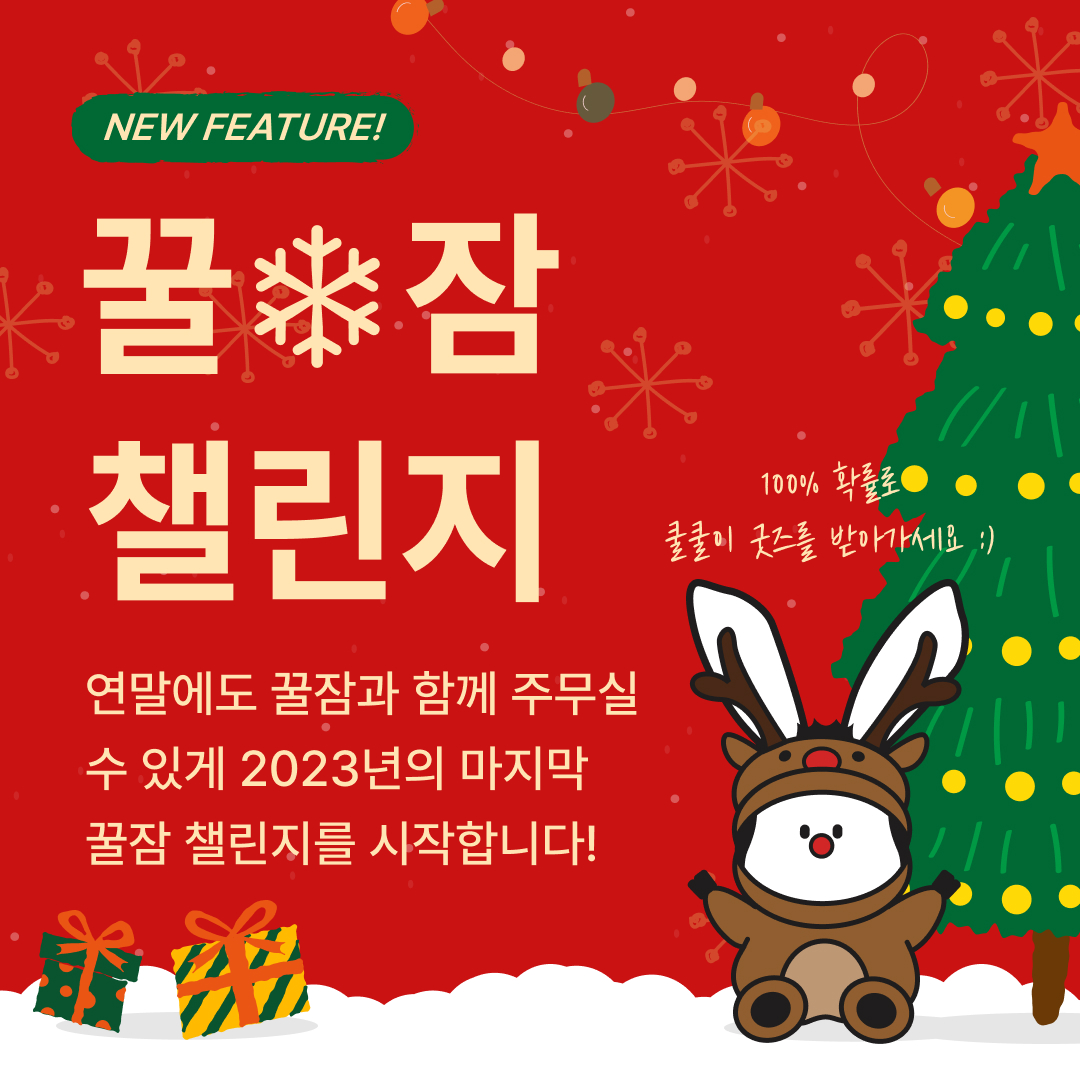 NEW FEATURE!
꿀잠
챌린지
100% 확률로
쿨쿨이 굿즈를 받아가세요 :)
연말에도 꿀잠과 함께 주무실
수 있게 2023년의 마지막
꿀잠 챌린지를 시작합니다!